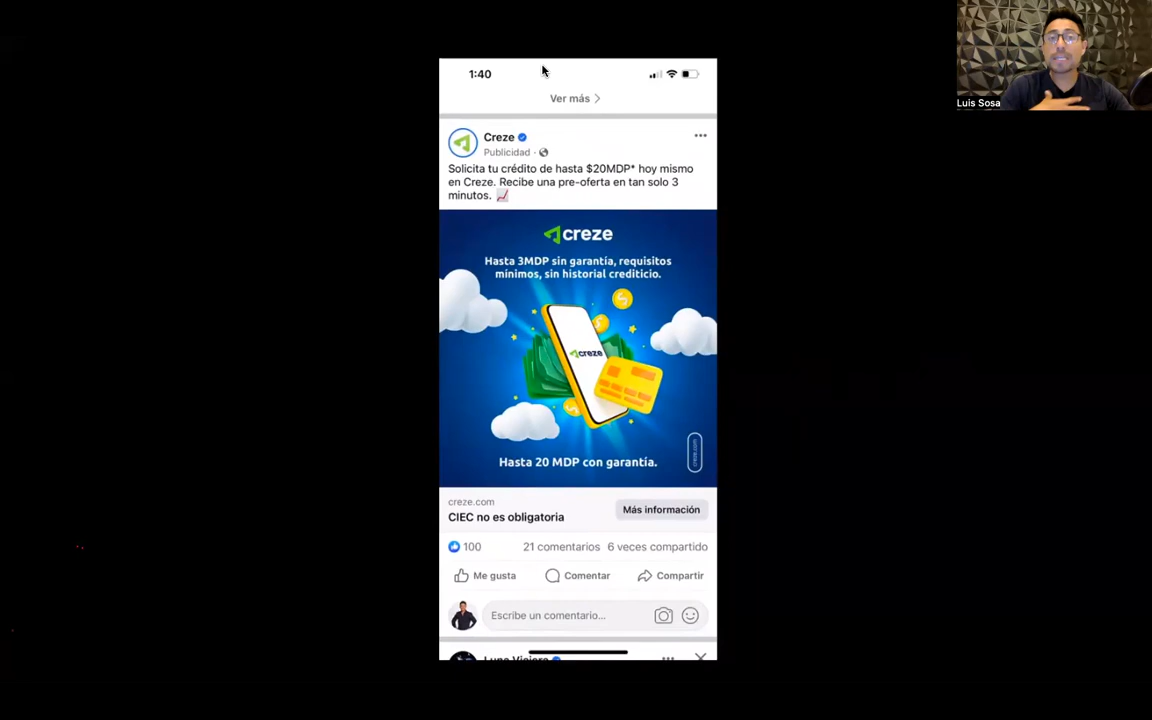 1:40
Ver más
Creze
Publicidad
Solicita tu crédito de hasta $20MDP* hoy mismo
en Creze. Recibe una pre-oferta en tan solo 3
minutos.
creze
Hasta 3MDP sin garantía, requisitos
mínimos, sin historial crediticio.
creze
Hasta 20 MDP con garantía.
creze.com
creze.com
CIEC no es obligatoria
Más información
100
21 comentarios
6 veces compartido
Me gusta
Comentar
Compartir
Escribe un comentario...
Luis Sosa